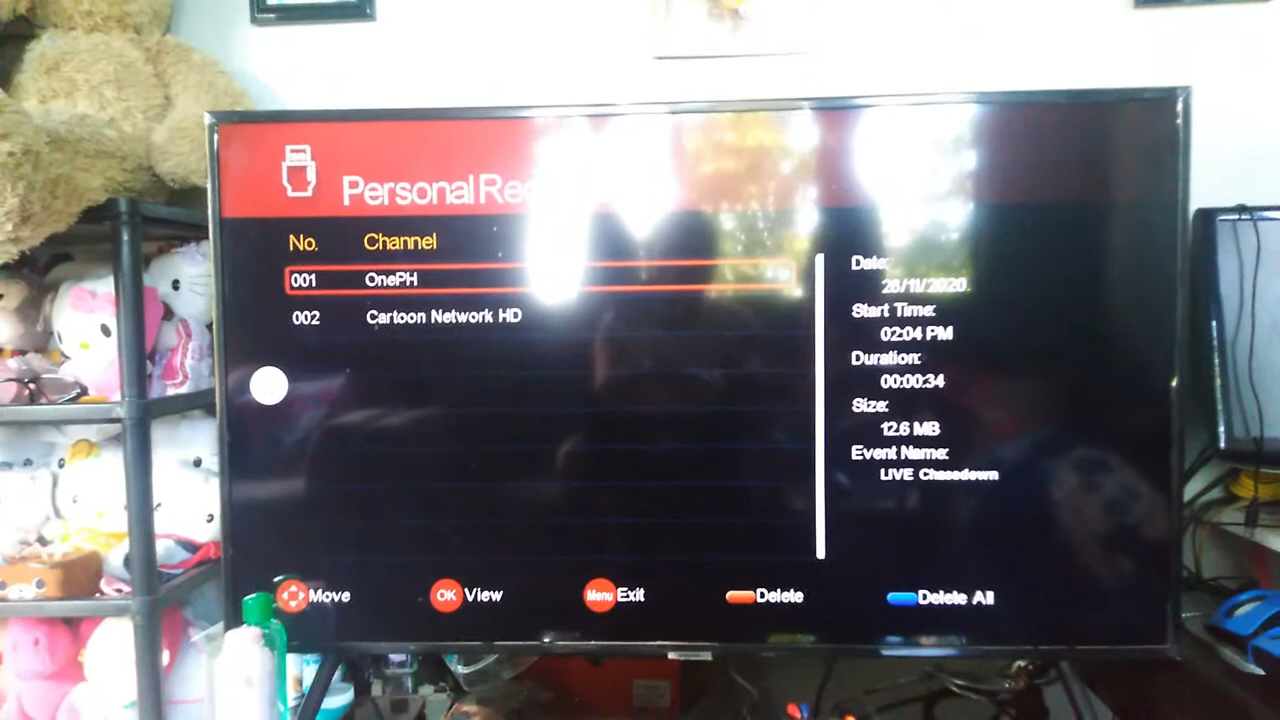 Personal Rec
No. Channel
001 OnePH
002 Cartoon Network HD
Date:
28/11/2020
Start Time:
02:04 PM
Duration:
00:00:34
Size:
12.6 MB
Event Name:
LIVE Chasedown
Move OK View Menu Exit Delete Delete All